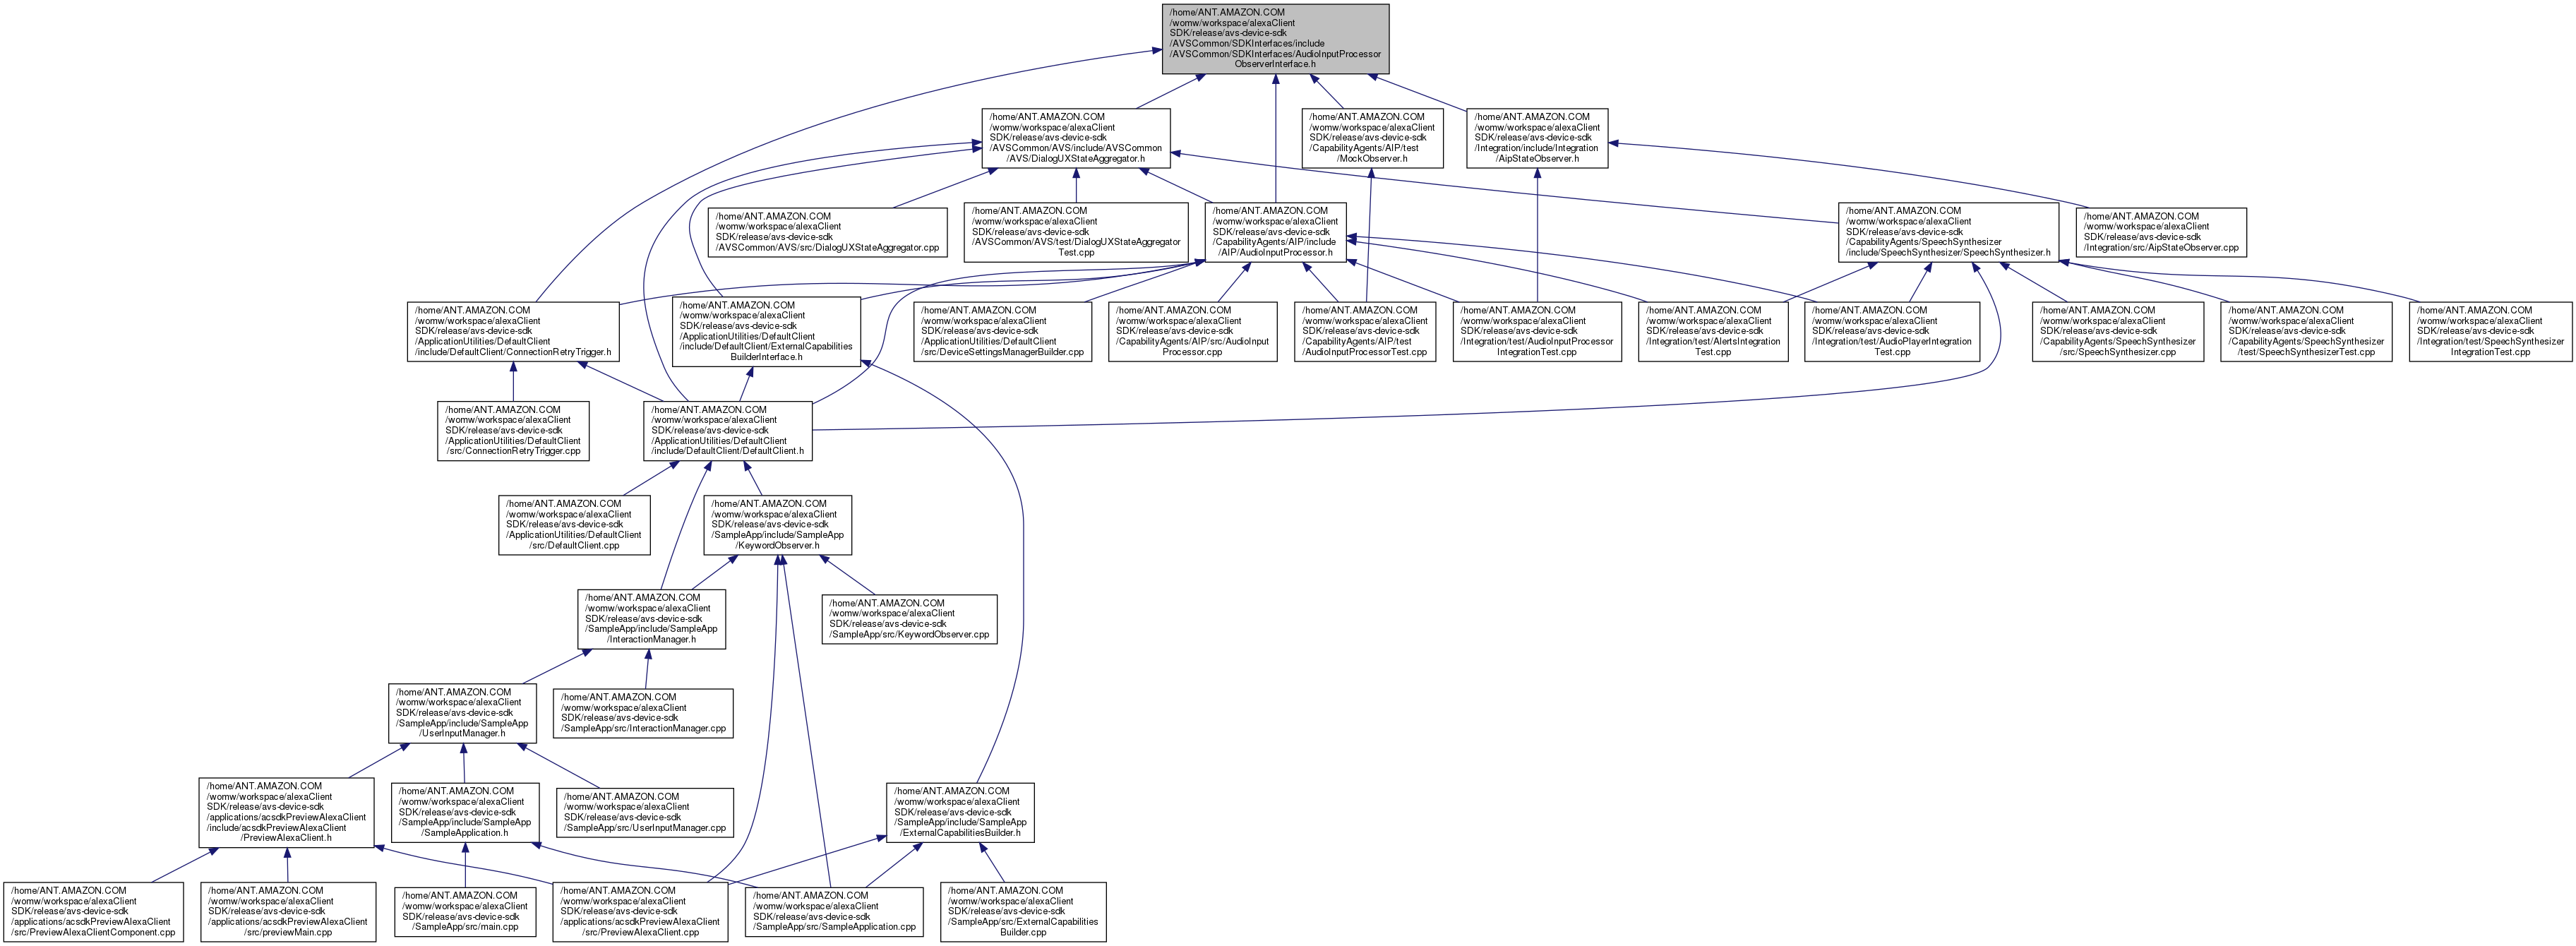 /home/ANT.AMAZON.COM
/womw/workspace/alexaClient
SDK/release/avs-device-sdk
/AVSCommon/SDKInterfaces/include
/AVSCommon/SDKInterfaces/AudioInputProcessor
ObserverInterface.h
/home/ANT.AMAZON.COM
/womw/workspace/alexaClient
SDK/release/avs-device-sdk
/AVSCommon/AVS/include/AVSCommon
/AVS/DialogUXStateAggregator.h
/home/ANT.AMAZON.COM
/womw/workspace/alexaClient
SDK/release/avs-device-sdk
/CapabilityAgents/AIP/test
/MockObserver.h
/home/ANT.AMAZON.COM
/womw/workspace/alexaClient
SDK/release/avs-device-sdk
/Integration/include/Integration
/AipStateObserver.h
/home/ANT.AMAZON.COM
/womw/workspace/alexaClient
SDK/release/avs-device-sdk
/AVSCommon/AVS/src/DialogUXStateAggregator.cpp
/home/ANT.AMAZON.COM
/womw/workspace/alexaClient
SDK/release/avs-device-sdk
/AVSCommon/AVS/test/DialogUXStateAggregator
Test.cpp
/home/ANT.AMAZON.COM
/womw/workspace/alexaClient
SDK/release/avs-device-sdk
/CapabilityAgents/AIP/include
/AIP/AudioInputProcessor.h
/home/ANT.AMAZON.COM
/womw/workspace/alexaClient
SDK/release/avs-device-sdk
/CapabilityAgents/SpeechSynthesizer
/include/SpeechSynthesizer/SpeechSynthesizer.h
/home/ANT.AMAZON.COM
/womw/workspace/alexaClient
SDK/release/avs-device-sdk
/Integration/src/AipStateObserver.cpp
/home/ANT.AMAZON.COM
/womw/workspace/alexaClient
SDK/release/avs-device-sdk
/ApplicationUtilities/DefaultClient
/include/DefaultClient/ConnectionRetryTrigger.h
/home/ANT.AMAZON.COM
/womw/workspace/alexaClient
SDK/release/avs-device-sdk
/ApplicationUtilities/DefaultClient
/include/DefaultClient/ExternalCapabilities
BuilderInterface.h
/home/ANT.AMAZON.COM
/womw/workspace/alexaClient
SDK/release/avs-device-sdk
/ApplicationUtilities/DefaultClient
/src/DeviceSettingsManagerBuilder.cpp
/home/ANT.AMAZON.COM
/womw/workspace/alexaClient
SDK/release/avs-device-sdk
/CapabilityAgents/AIP/src/AudioInput
Processor.cpp
/home/ANT.AMAZON.COM
/womw/workspace/alexaClient
SDK/release/avs-device-sdk
/CapabilityAgents/AIP/test
/AudioInputProcessorTest.cpp
/home/ANT.AMAZON.COM
/womw/workspace/alexaClient
SDK/release/avs-device-sdk
/Integration/test/AudioInputProcessor
IntegrationTest.cpp
/home/ANT.AMAZON.COM
/womw/workspace/alexaClient
SDK/release/avs-device-sdk
/Integration/test/AlertsIntegration
Test.cpp
/home/ANT.AMAZON.COM
/womw/workspace/alexaClient
SDK/release/avs-device-sdk
/Integration/test/AudioPlayerIntegration
Test.cpp
/home/ANT.AMAZON.COM
/womw/workspace/alexaClient
SDK/release/avs-device-sdk
/CapabilityAgents/SpeechSynthesizer
/src/SpeechSynthesizer.cpp
/home/ANT.AMAZON.COM
/womw/workspace/alexaClient
SDK/release/avs-device-sdk
/CapabilityAgents/SpeechSynthesizer
/test/SpeechSynthesizerTest.cpp
/home/ANT.AMAZON.COM
/womw/workspace/alexaClient
SDK/release/avs-device-sdk
/Integration/test/SpeechSynthesizer
IntegrationTest.cpp
/home/ANT.AMAZON.COM
/womw/workspace/alexaClient
SDK/release/avs-device-sdk
/ApplicationUtilities/DefaultClient
/src/ConnectionRetryTrigger.cpp
/home/ANT.AMAZON.COM
/womw/workspace/alexaClient
SDK/release/avs-device-sdk
/ApplicationUtilities/DefaultClient
/include/DefaultClient/DefaultClient.h
/home/ANT.AMAZON.COM
/womw/workspace/alexaClient
SDK/release/avs-device-sdk
/ApplicationUtilities/DefaultClient
/src/DefaultClient.cpp
/home/ANT.AMAZON.COM
/womw/workspace/alexaClient
SDK/release/avs-device-sdk
/SampleApp/include/SampleApp
/KeywordObserver.h
/home/ANT.AMAZON.COM
/womw/workspace/alexaClient
SDK/release/avs-device-sdk
/SampleApp/include/SampleApp
/InteractionManager.h
/home/ANT.AMAZON.COM
/womw/workspace/alexaClient
SDK/release/avs-device-sdk
/SampleApp/src/KeywordObserver.cpp
/home/ANT.AMAZON.COM
/womw/workspace/alexaClient
SDK/release/avs-device-sdk
/SampleApp/include/SampleApp
/UserInputManager.h
/home/ANT.AMAZON.COM
/womw/workspace/alexaClient
SDK/release/avs-device-sdk
/SampleApp/src/InteractionManager.cpp
/home/ANT.AMAZON.COM
/womw/workspace/alexaClient
SDK/release/avs-device-sdk
/applications/acsdkPreviewAlexaClient
/include/acsdkPreviewAlexaClient
/PreviewAlexaClient.h
/home/ANT.AMAZON.COM
/womw/workspace/alexaClient
SDK/release/avs-device-sdk
/SampleApp/include/SampleApp
/SampleApplication.h
/home/ANT.AMAZON.COM
/womw/workspace/alexaClient
SDK/release/avs-device-sdk
/SampleApp/src/UserInputManager.cpp
/home/ANT.AMAZON.COM
/womw/workspace/alexaClient
SDK/release/avs-device-sdk
/SampleApp/include/SampleApp
/ExternalCapabilitiesBuilder.h
/home/ANT.AMAZON.COM
/womw/workspace/alexaClient
SDK/release/avs-device-sdk
/applications/acsdkPreviewAlexaClient
/src/PreviewAlexaClientComponent.cpp
/home/ANT.AMAZON.COM
/womw/workspace/alexaClient
SDK/release/avs-device-sdk
/applications/acsdkPreviewAlexaClient
/src/previewMain.cpp
/home/ANT.AMAZON.COM
/womw/workspace/alexaClient
SDK/release/avs-device-sdk
/SampleApp/src/main.cpp
/home/ANT.AMAZON.COM
/womw/workspace/alexaClient
SDK/release/avs-device-sdk
/applications/acsdkPreviewAlexaClient
/src/PreviewAlexaClient.cpp
/home/ANT.AMAZON.COM
/womw/workspace/alexaClient
SDK/release/avs-device-sdk
/SampleApp/src/SampleApplication.cpp
/home/ANT.AMAZON.COM
/womw/workspace/alexaClient
SDK/release/avs-device-sdk
/SampleApp/src/ExternalCapabilities
Builder.cpp